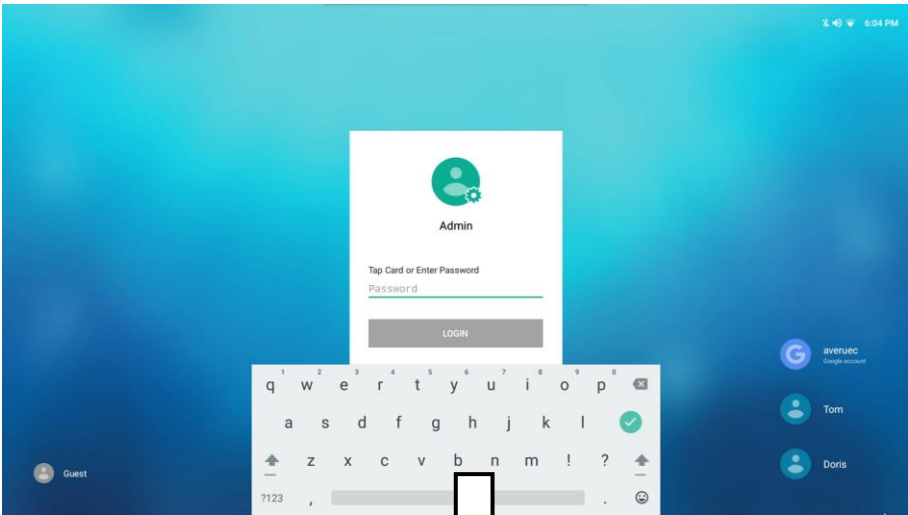 6:04 PM
Admin
Tap Card or Enter Password
Password
LOGIN
averuec
Google account
Tom
Doris
Guest
1 2 3 4 5 6 7 8 9 0
q w e r t y u i o p
a s d f g h j k l
z x c v b n m ! ?
?123 , .